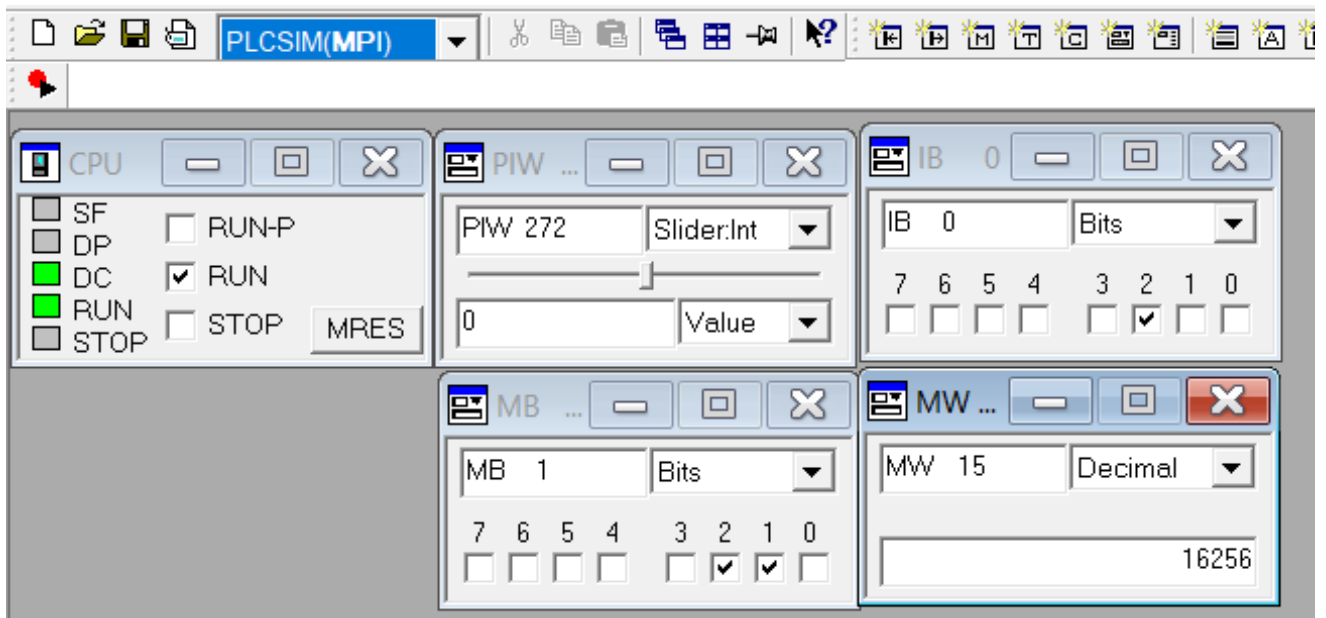 PLCSIM(MPI)
CPU
SF
DP
DC
RUN
STOP
RUN-P
RUN
STOP
MRES
PIW ...
PIW 272
Slider:Int
0
Value
IB 0
IB 0
Bits
7 6 5 4 3 2 1 0
MB ...
MB 1
Bits
7 6 5 4 3 2 1 0
MW ...
MW 15
Decimal
16256